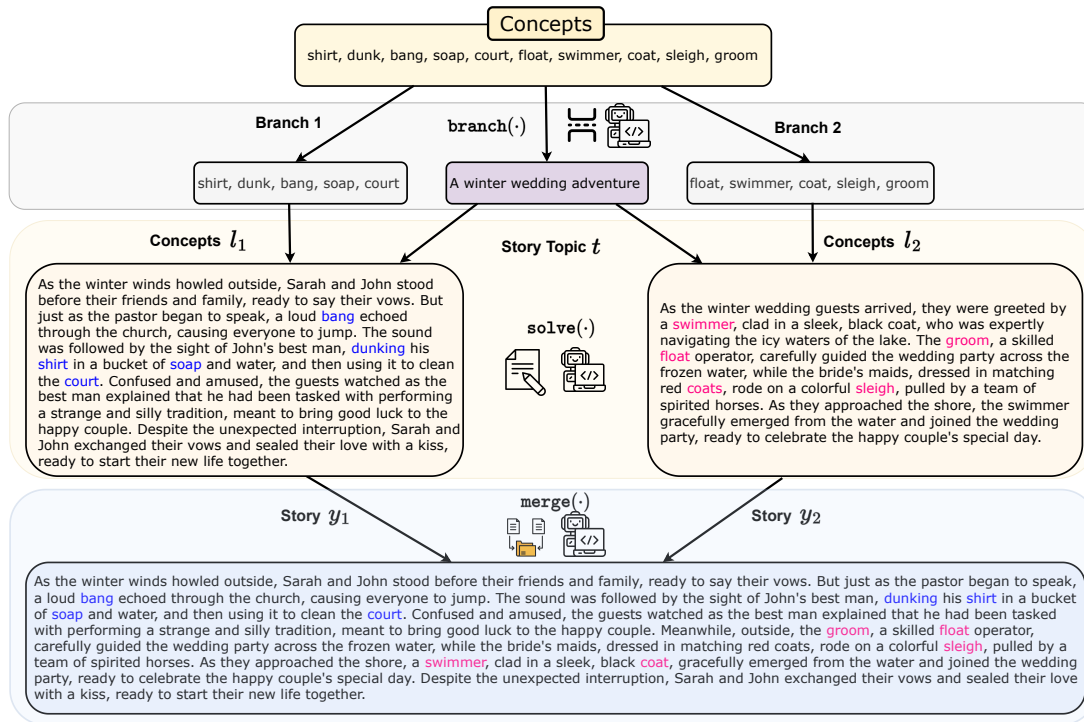 Concepts
shirt, dunk, bang, soap, court, float, swimmer, coat, sleigh, groom
Branch 1
branch(·)
</>
Branch 2
shirt, dunk, bang, soap, court
A winter wedding adventure
float, swimmer, coat, sleigh, groom
Concepts l₁
Story Topic t
Concepts l₂
As the winter winds howled outside, Sarah and John stood
before their friends and family, ready to say their vows. But
just as the pastor began to speak, a loud bang echoed
through the church, causing everyone to jump. The sound
was followed by the sight of John's best man, dunking his
shirt in a bucket of soap and water, and then using it to clean
the court. Confused and amused, the guests watched as the
best man explained that he had been tasked with performing
a strange and silly tradition, meant to bring good luck to the
happy couple. Despite the unexpected interruption, Sarah and
John exchanged their vows and sealed their love with a kiss,
ready to start their new life together.
solve(·)
</>
As the winter wedding guests arrived, they were greeted by
a swimmer, clad in a sleek, black coat, who was expertly
navigating the icy waters of the lake. The groom, a skilled
float operator, carefully guided the wedding party across the
frozen water, while the bride's maids, dressed in matching
red coats, rode on a colorful sleigh, pulled by a team of
spirited horses. As they approached the shore, the swimmer
gracefully emerged from the water and joined the wedding
party, ready to celebrate the happy couple's special day.
Story y₁
merge(·)
</>
Story y₂
As the winter winds howled outside, Sarah and John stood before their friends and family, ready to say their vows. But just as the pastor began to speak,
a loud bang echoed through the church, causing everyone to jump. The sound was followed by the sight of John's best man, dunking his shirt in a bucket
of soap and water, and then using it to clean the court. Confused and amused, the guests watched as the best man explained that he had been tasked
with performing a strange and silly tradition, meant to bring good luck to the happy couple. Meanwhile, outside, the groom, a skilled float operator,
carefully guided the wedding party across the frozen water, while the bride's maids, dressed in matching red coats, rode on a colorful sleigh, pulled by a
team of spirited horses. As they approached the shore, a swimmer, clad in a sleek, black coat, gracefully emerged from the water and joined the wedding
party, ready to celebrate the happy couple's special day. Despite the unexpected interruption, Sarah and John exchanged their vows and sealed their love
with a kiss, ready to start their new life together.